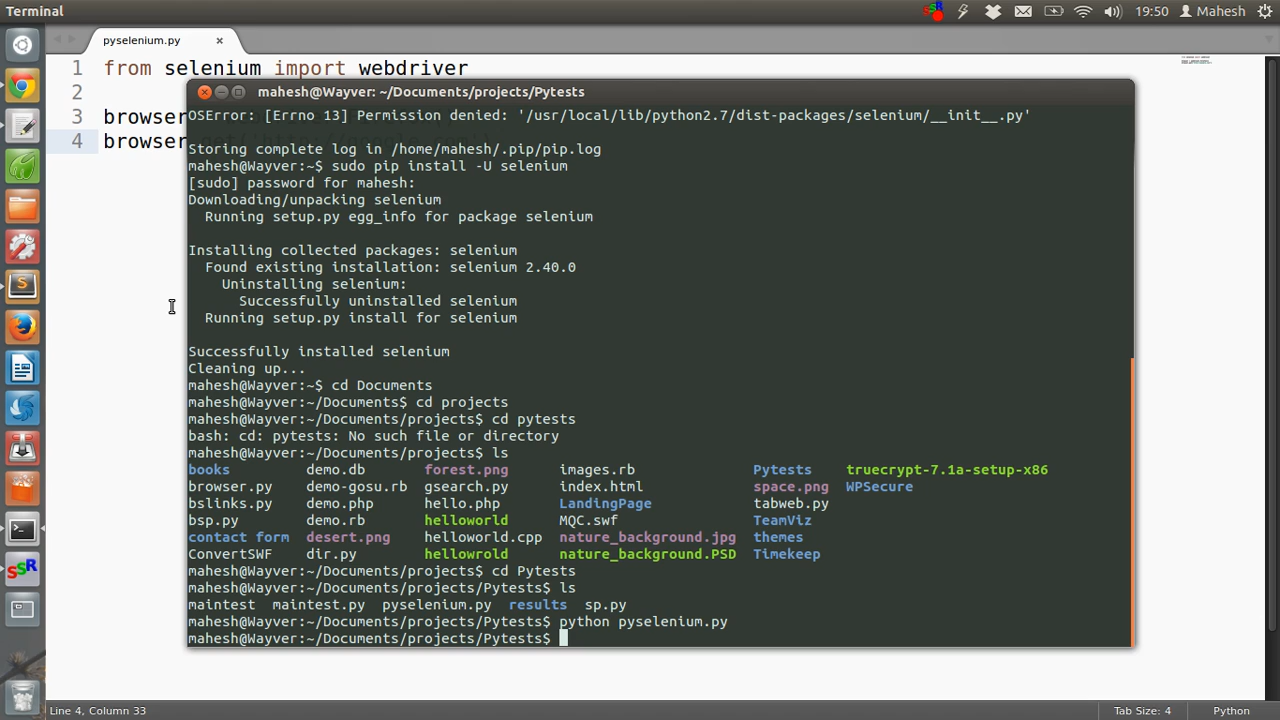 Terminal
19:50 Mahesh
pyselenium.py
1 from selenium import webdriver
2
3 browser
4 browser
mahesh@Wayver: ~/Documents/projects/Pytests
OSError: [Errno 13] Permission denied: '/usr/local/lib/python2.7/dist-packages/selenium/__init__.py'
Storing complete log in /home/mahesh/.pip/pip.log
mahesh@Wayver:~$ sudo pip install -U selenium
[sudo] password for mahesh:
Downloading/unpacking selenium
  Running setup.py egg_info for package selenium
Installing collected packages: selenium
  Found existing installation: selenium 2.40.0
    Uninstalling selenium:
      Successfully uninstalled selenium
  Running setup.py install for selenium
Successfully installed selenium
Cleaning up...
mahesh@Wayver:~$ cd Documents
mahesh@Wayver:~/Documents$ cd projects
mahesh@Wayver:~/Documents/projects$ cd pytests
bash: cd: pytests: No such file or directory
mahesh@Wayver:~/Documents/projects$ ls
books demo.db forest.png images.rb Pytests truecrypt-7.1a-setup-x86
browser.py demo-gosu.rb gsearch.py index.html space.png WPSecure
bslinks.py demo.php hello.php LandingPage tabweb.py
bsp.py demo.rb helloworld MQC.swf TeamViz
contact form desert.png helloworld.cpp nature_background.jpg themes
ConvertSWF dir.py hellowrold nature_background.PSD Timekeep
mahesh@Wayver:~/Documents/projects$ cd Pytests
mahesh@Wayver:~/Documents/projects/Pytests$ ls
maintest maintest.py pyselenium.py results sp.py
mahesh@Wayver:~/Documents/projects/Pytests$ python pyselenium.py
mahesh@Wayver:~/Documents/projects/Pytests$
Line 4, Column 33
Tab Size: 4 Python